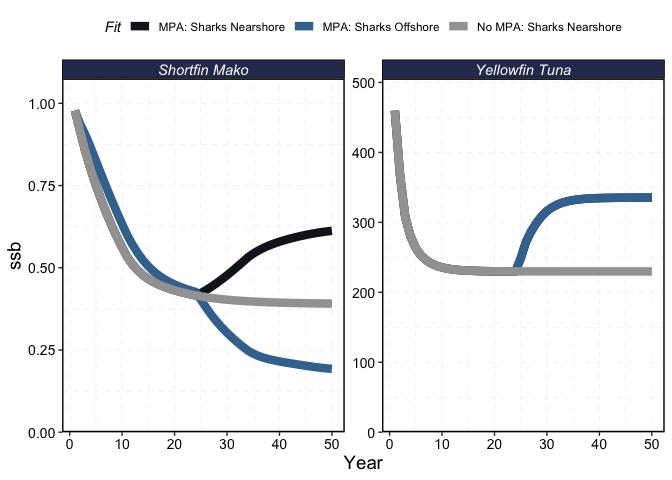 Fit MPA: Sharks Nearshore MPA: Sharks Offshore No MPA: Sharks Nearshore
Shortfin Mako Yellowfin Tuna
ssb
1.00
0.75
0.50
0.25
0.00
0 10 20 30 40 50
500
400
300
200
100
0
0 10 20 30 40 50
Year